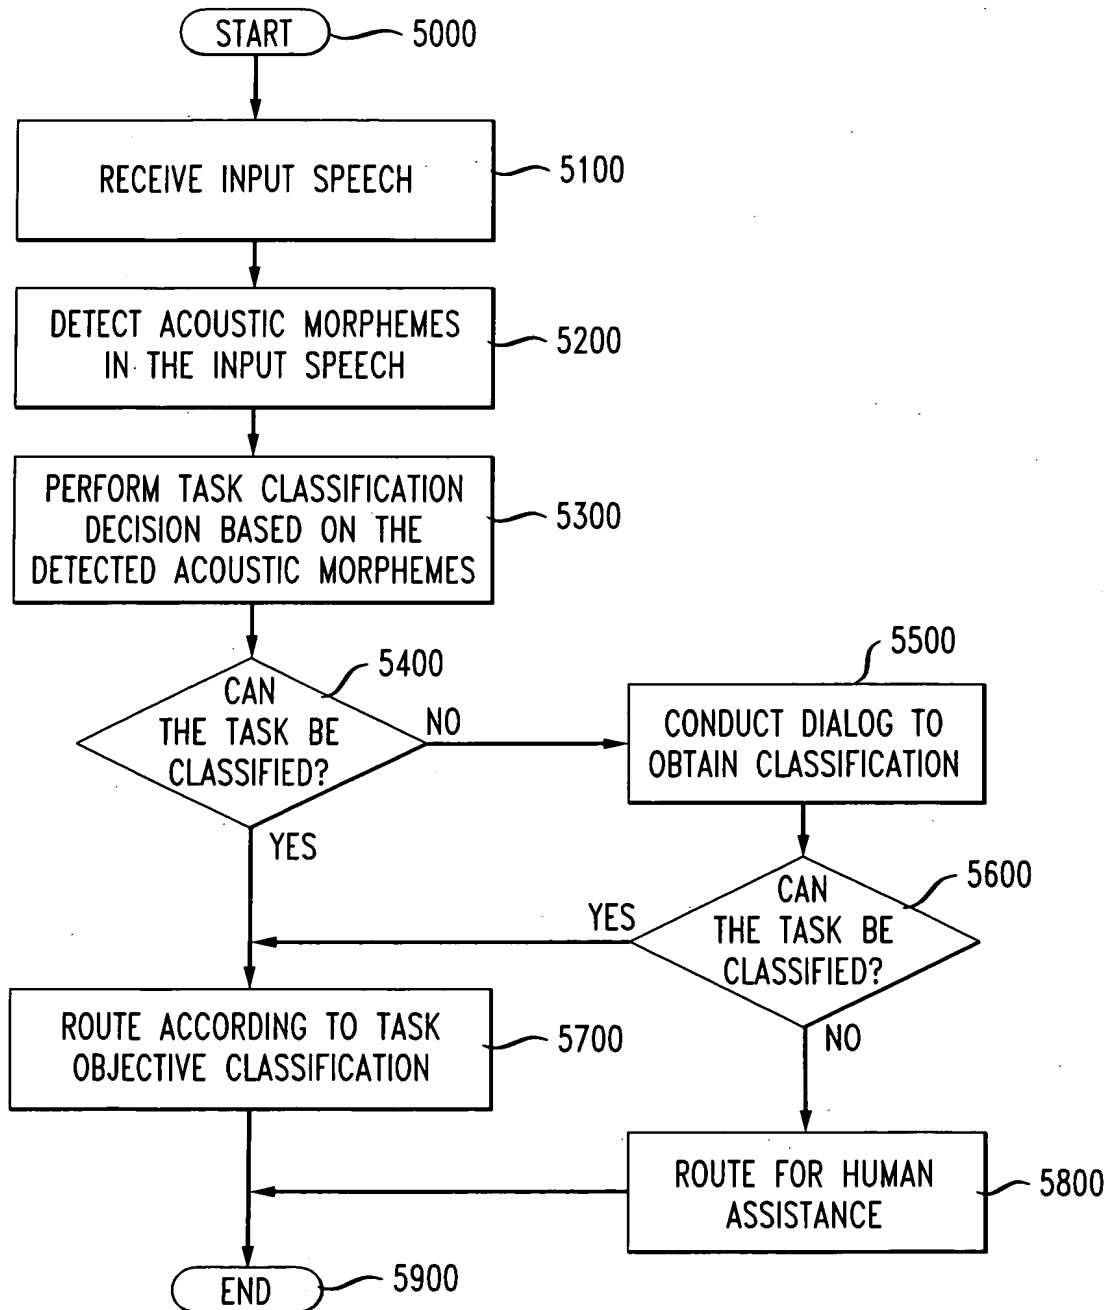 START
5000
RECEIVE INPUT SPEECH
5100
DETECT ACOUSTIC MORPHEMES
IN THE INPUT SPEECH
5200
PERFORM TASK CLASSIFICATION
DECISION BASED ON THE
DETECTED ACOUSTIC MORPHEMES
5300
CAN
THE TASK BE
CLASSIFIED?
5400
NO
YES
CONDUCT DIALOG TO
OBTAIN CLASSIFICATION
5500
CAN
THE TASK BE
CLASSIFIED?
5600
YES
NO
ROUTE ACCORDING TO TASK
OBJECTIVE CLASSIFICATION
5700
ROUTE FOR HUMAN
ASSISTANCE
5800
END
5900